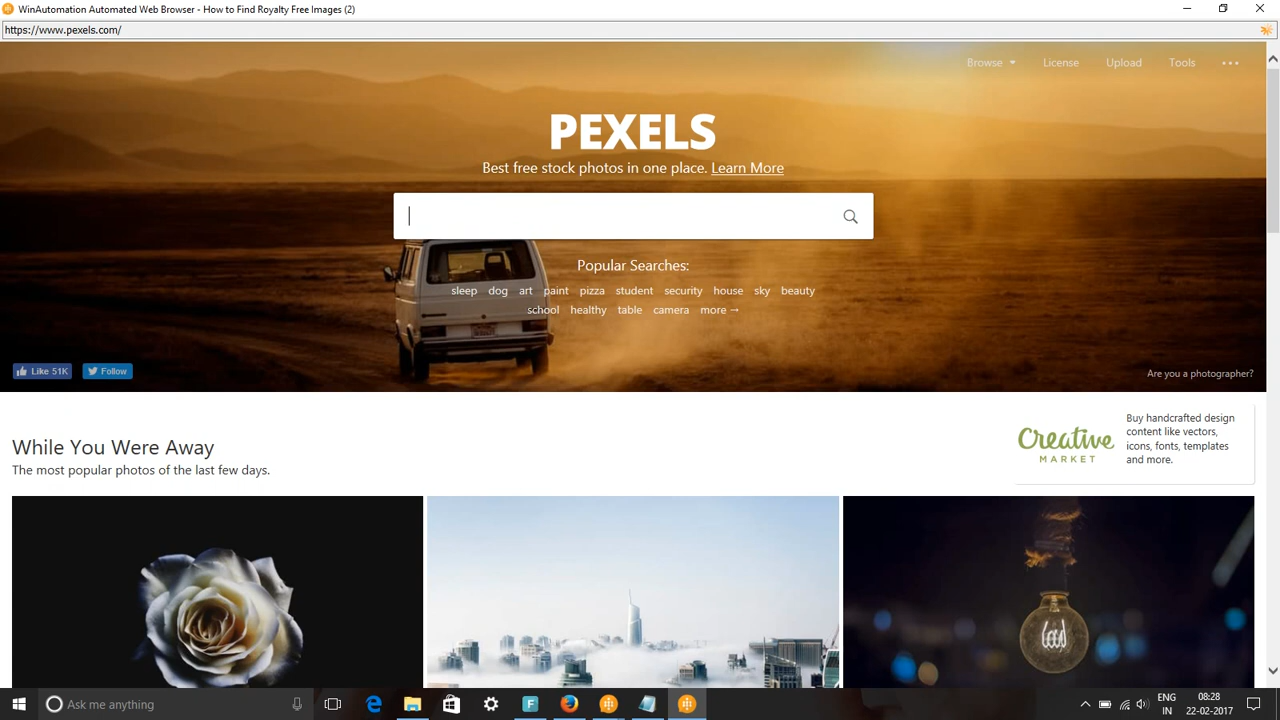 WinAutomation Automated Web Browser - How to Find Royalty Free Images (2)
https://www.pexels.com/
Browse License Upload Tools
PEXELS
Best free stock photos in one place. Learn More
Popular Searches:
sleep dog art paint pizza student security house sky beauty
school healthy table camera more →
Like 51K Follow
Are you a photographer?
While You Were Away
The most popular photos of the last few days.
Creative
MARKET
Buy handcrafted design
content like vectors,
icons, fonts, templates
and more.
Ask me anything
ENG
IN
08:28
22-02-2017